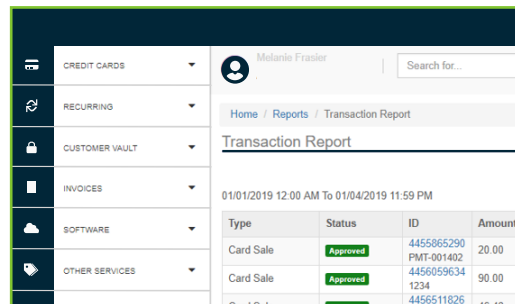 Melanie Frasier
Search for...
CREDIT CARDS
RECURRING
CUSTOMER VAULT
INVOICES
SOFTWARE
OTHER SERVICES
Home / Reports / Transaction Report
Transaction Report
01/01/2019 12:00 AM To 01/04/2019 11:59 PM
Type Status ID Amount
Card Sale Approved 4455865290 20.00
PMT-001402
Card Sale Approved 4456059634 90.00
1234
4456511826